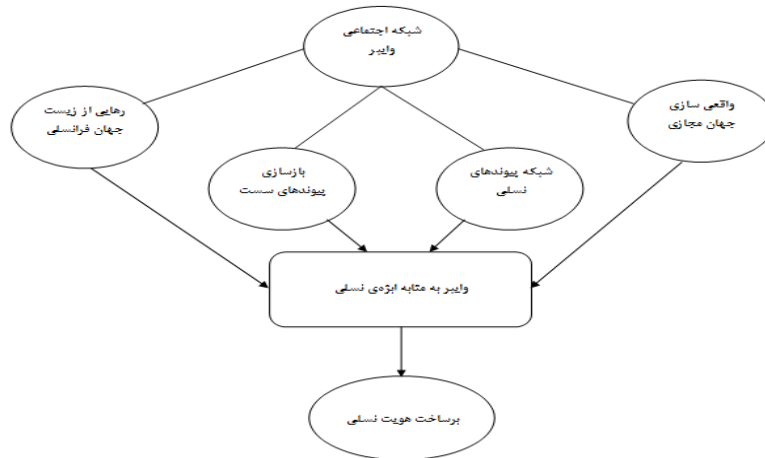 شبکه اجتماعی
وایبر
واقعی سازی
جهان مجازی
رهایی از زیست
جهان فرانسلی
شبکه پیوندهای
نسلی
بازسازی
پیوندهای سست
وایبر به مثابه ابژه‌ی نسلی
برساخت هویت نسلی